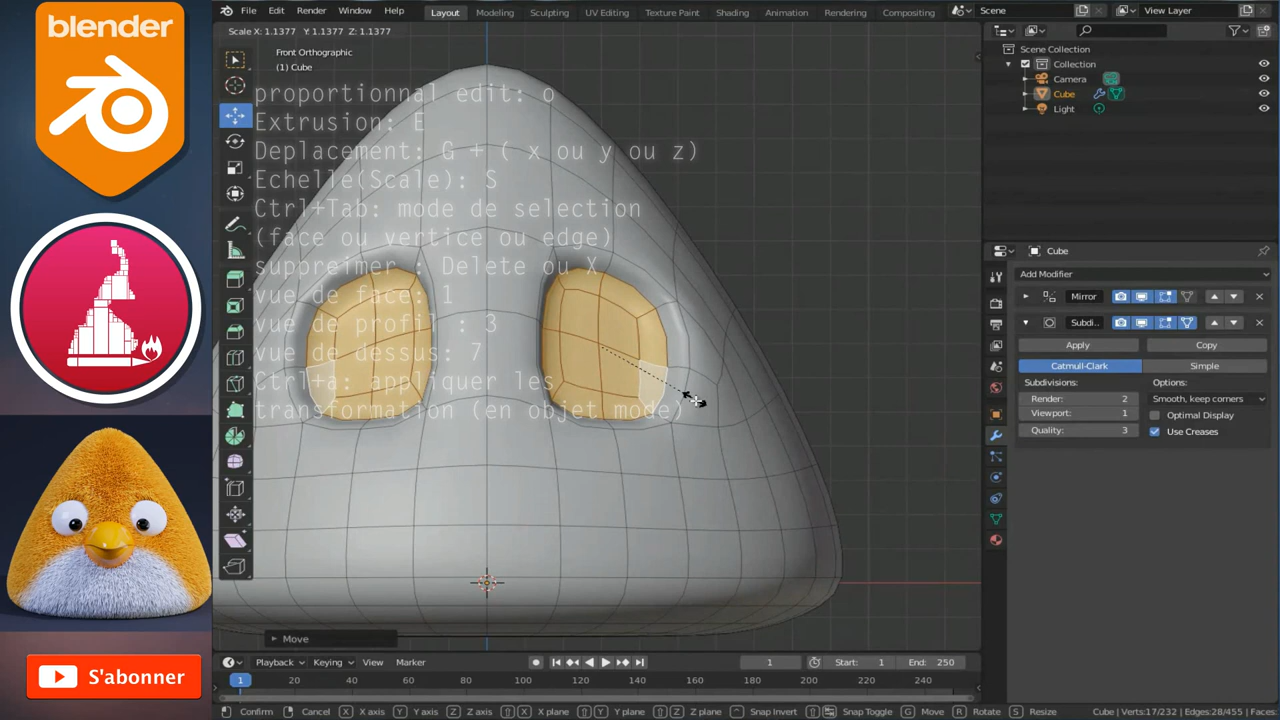 blender
S'abonner
File Edit Render Window Help
Layout Modeling Sculpting UV Editing Texture Paint Shading Animation Rendering Compositing
Scene
View Layer
Scale X: 1.1377 Y: 1.1377 Z: 1.1377
Front Orthographic
(1) Cube
proportionnal edit: o
Extrusion: E
Deplacement: G + ( x ou y ou z)
Echelle(Scale): S
Ctrl+Tab: mode de selection
(face ou vertice ou edge)
suppreimer : Delete ou X
vue de face: 1
vue de profil : 3
vue de dessus: 7
Ctrl+a: appliquer les
transformation (en objet mode)
Move
Scene Collection
Collection
Camera
Cube
Light
Cube
Add Modifier
Mirror
Subdi..
Apply Copy
Catmull-Clark Simple
Subdivisions: Options:
Render: 2 Smooth, keep corners
Viewport: 1 Optimal Display
Quality: 3 Use Creases
Playback Keying View Marker
1 Start: 1 End: 250
1 20 40 60 80 100 120 140 160 180 200 220 240
Confirm Cancel X X axis Y Y axis Z Z axis X X plane Y Y plane Z Z plane Snap Invert Snap Toggle G Move R Rotate S Resize
Cube | Verts:17/232 | Edges:28/455 | Faces: